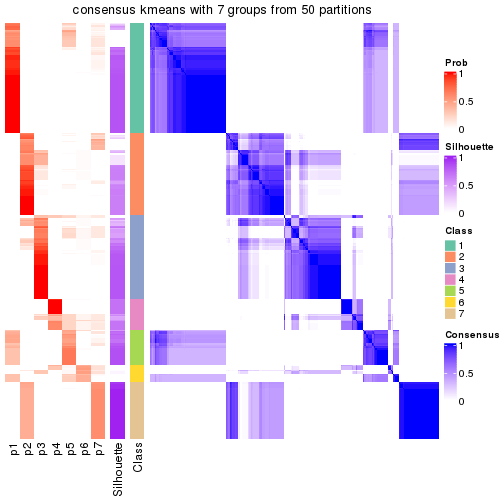 consensus kmeans with 7 groups from 50 partitions
p1
p2
p3
p4
p5
p6
p7
Silhouette
Class
Prob
1
0.5
0
Silhouette
1
0.5
0
Class
1
2
3
4
5
6
7
Consensus
1
0.5
0